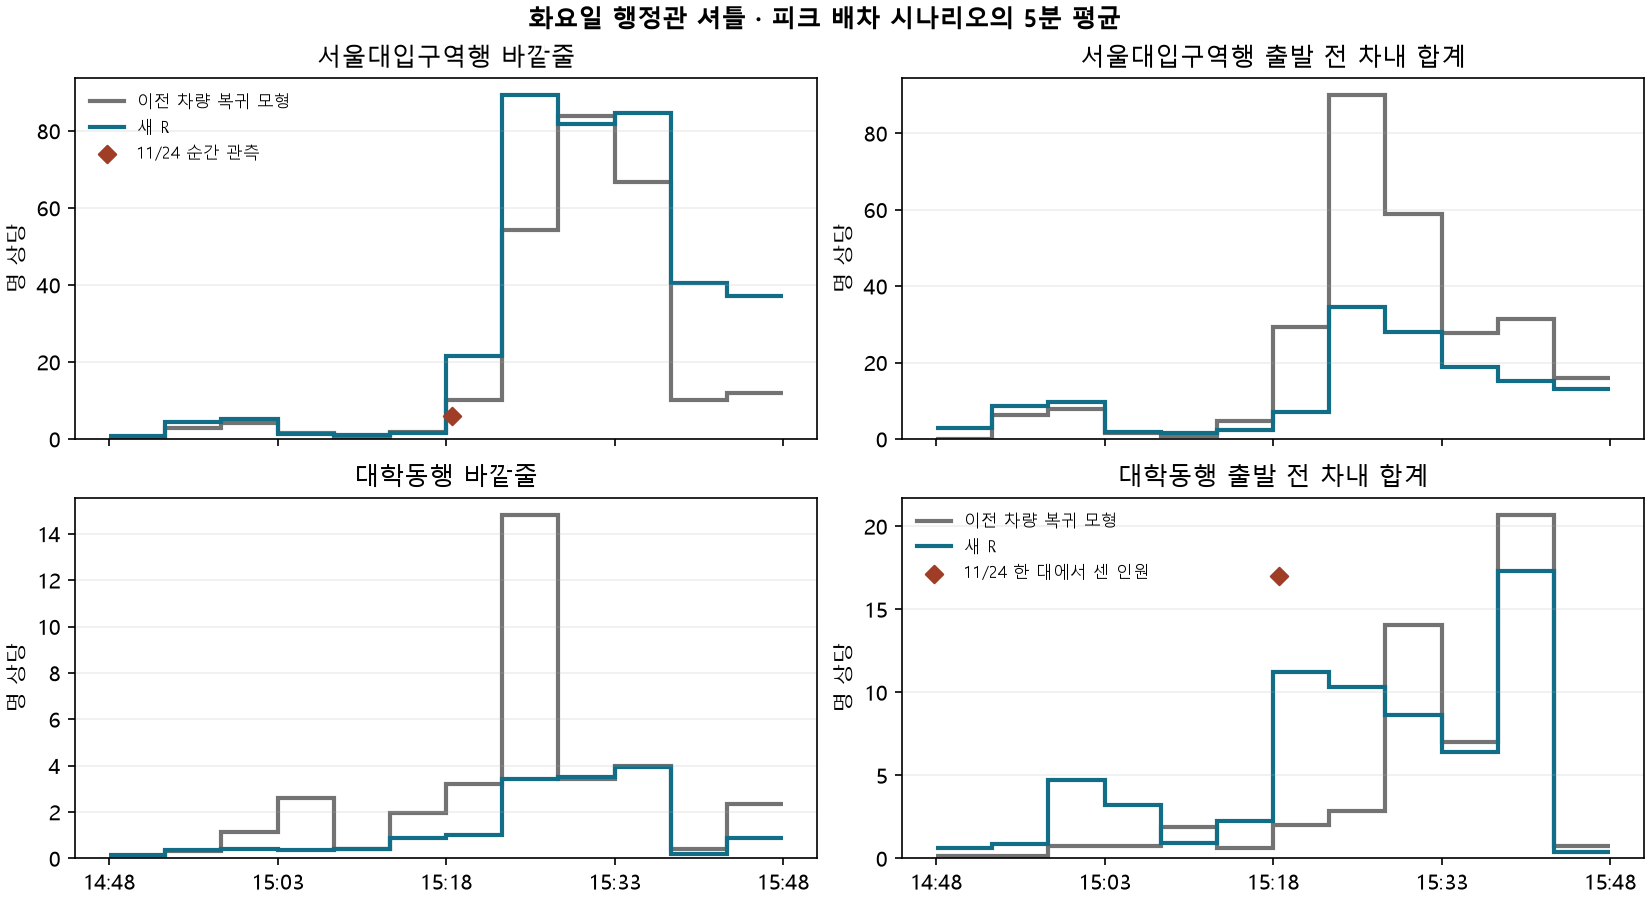 화요일 행정관 셔틀 · 피크 배차 시나리오의 5분 평균
서울대입구역행 바깥줄
서울대입구역행 출발 전 차내 합계
이전 차량 복귀 모형
새 R
11/24 순간 관측
명 상당
80
60
40
20
0
명 상당
80
60
40
20
0
대학동행 바깥줄
대학동행 출발 전 차내 합계
명 상당
14
12
10
8
6
4
2
0
14:48
15:03
15:18
15:33
15:48
이전 차량 복귀 모형
새 R
11/24 한 대에서 센 인원
명 상당
20
15
10
5
0
14:48
15:03
15:18
15:33
15:48